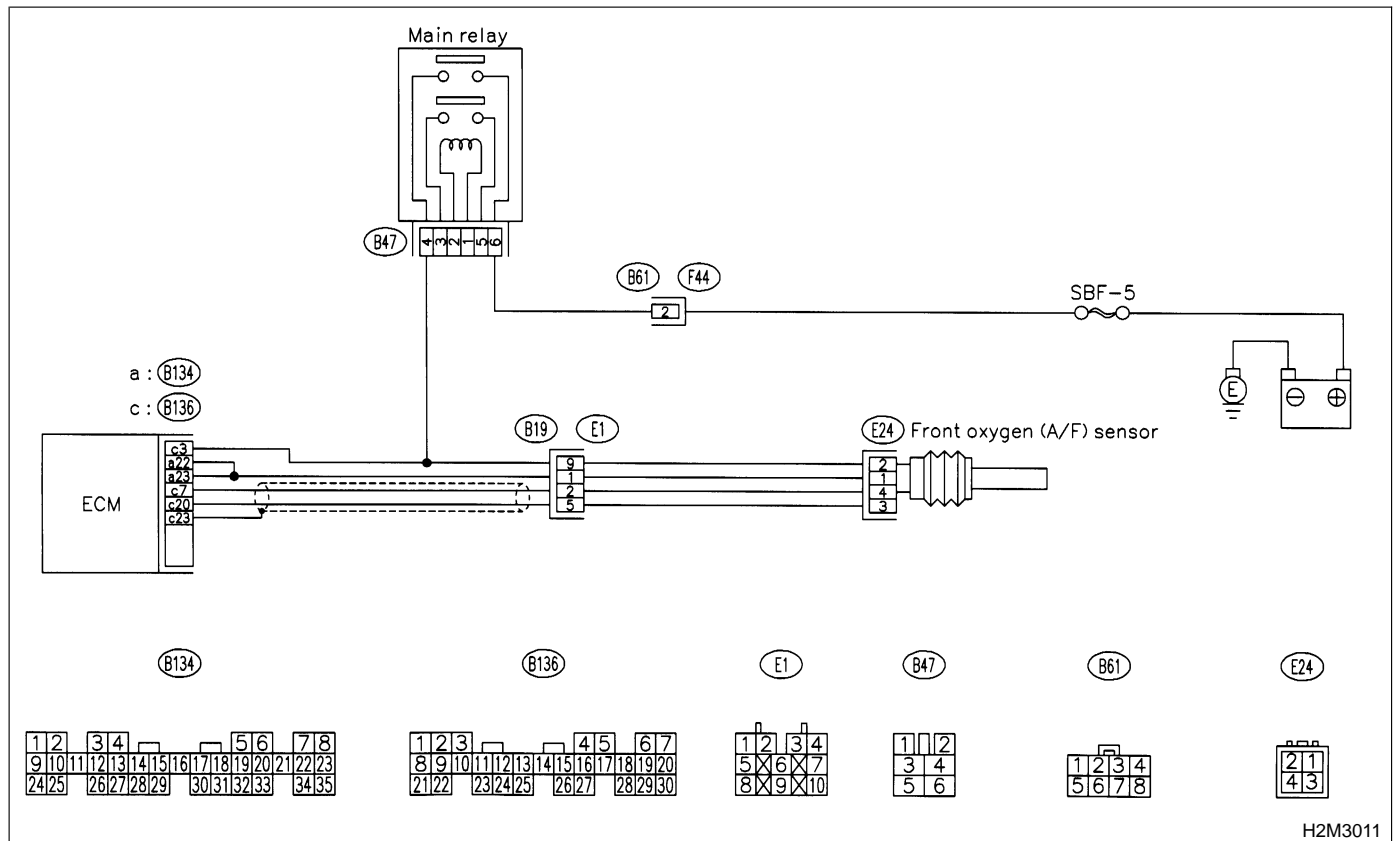 Main relay
B47
4 3 2 1 5 6
B61 F44
2
SBF-5
E
⊖ ⊕
a : B134
c : B136
ECM
c3
a22
a23
c7
c20
c23
B19 E1
9
1
2
5
E24 Front oxygen (A/F) sensor
2
1
4
3
B134
1 2 3 4 5 6 7 8
9 10 11 12 13 14 15 16 17 18 19 20 21 22 23
24 25 26 27 28 29 30 31 32 33 34 35
B136
1 2 3 4 5 6 7
8 9 10 11 12 13 14 15 16 17 18 19 20
21 22 23 24 25 26 27 28 29 30
E1
1 2 3 4
5 6 7
8 9 10
B47
1 2
3 4
5 6
B61
1 2 3 4
5 6 7 8
E24
2 1
4 3
H2M3011